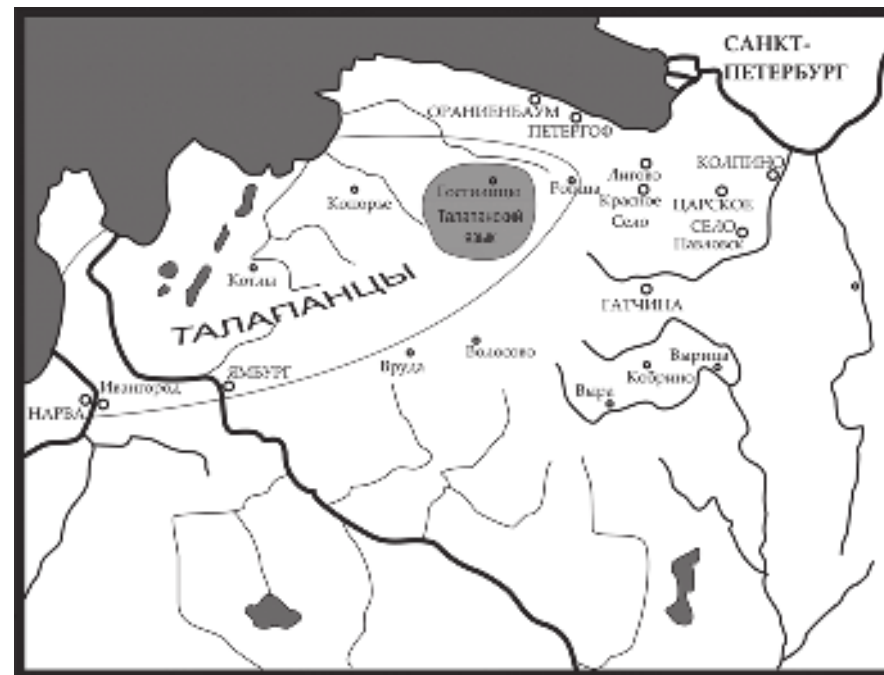 САНКТ-
ПЕТЕРБУРГ
ОРАНИЕНБАУМ
ПЕТЕРГОФ
КОЛПИНО
Лигово
Гостилицы
Ропша
Копорье
Красное
Село
ЦАРСКОЕ
СЕЛО
Талапанский
язык
Павловск
Котлы
ТАЛАПАНЦЫ
ГАТЧИНА
Волосово
Вруда
Вырица
Кобрино
ЯМБУРГ
Ивангород
Выра
НАРВА